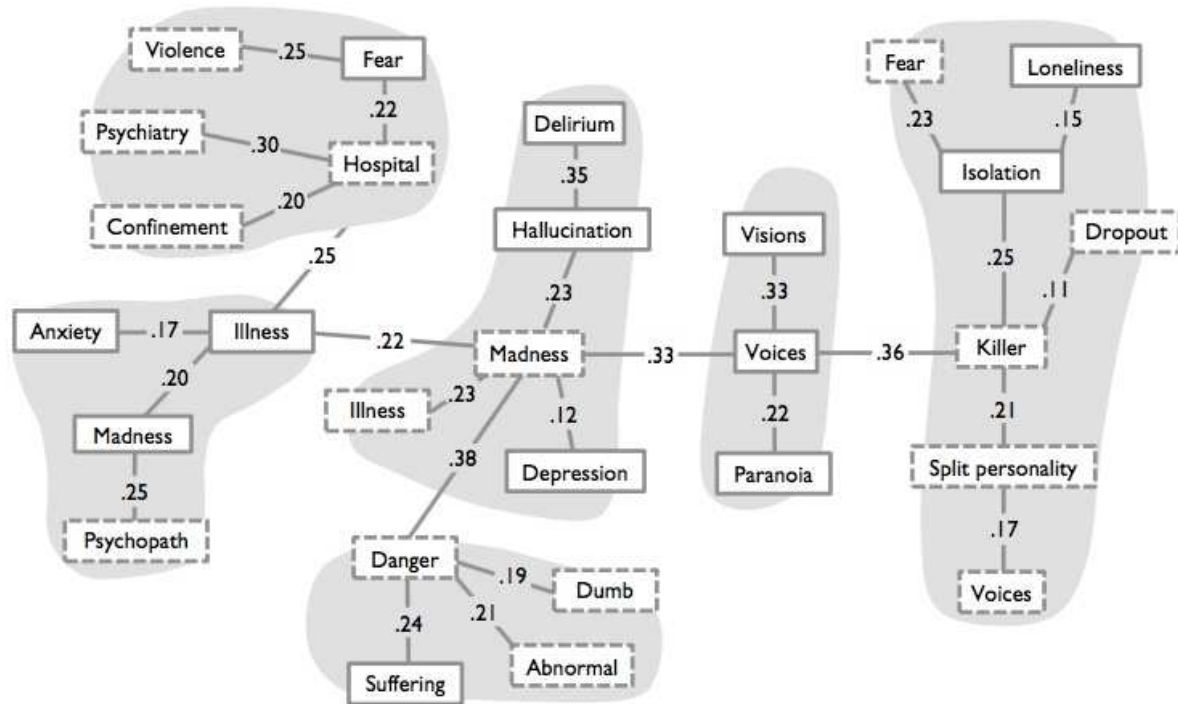 Violence
.25
Fear
.22
Psychiatry
.30
Hospital
.20
Confinement
.25
Anxiety
.17
Illness
.22
.20
Madness
.25
Psychopath
Delirium
.35
Hallucination
.23
Madness
.33
Illness
.23
.12
.38
Depression
Danger
.19
Dumb
.21
.24
Abnormal
Suffering
Visions
.33
Voices
.36
.22
Paranoia
Fear
Loneliness
.23
.15
Isolation
Dropout
.25
.11
Killer
.21
Split personality
.17
Voices